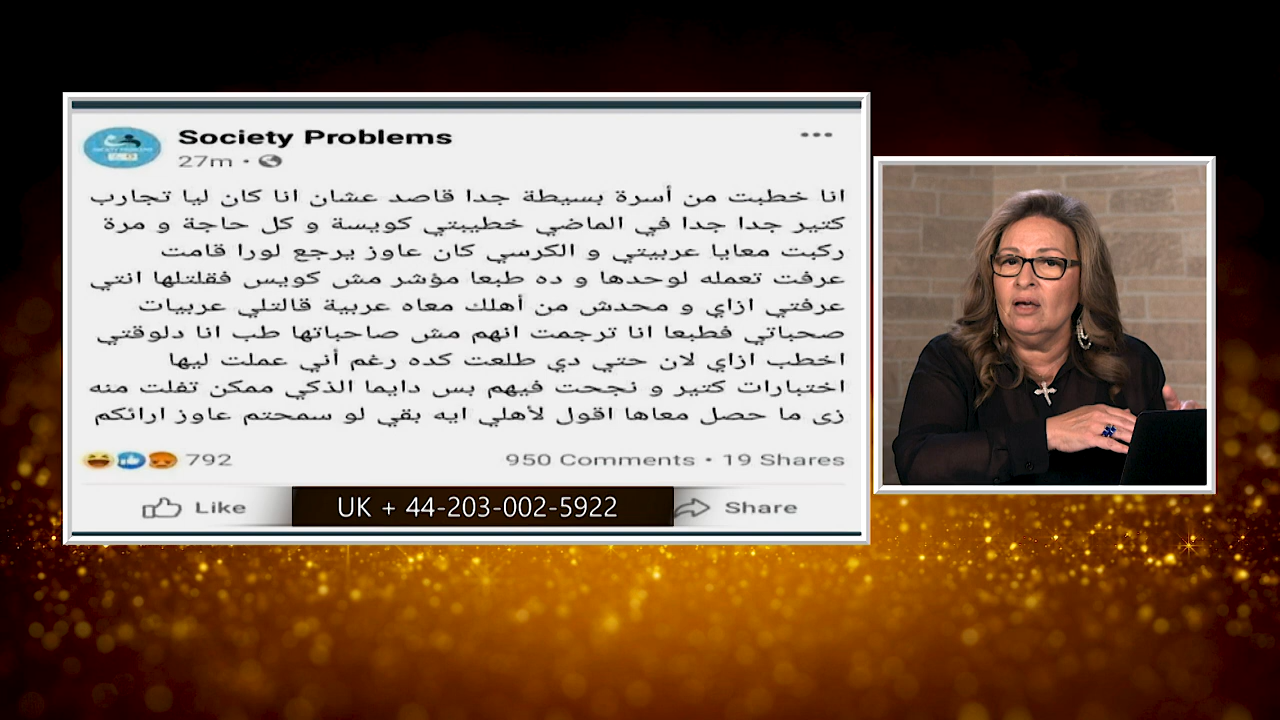 Society Problems
27m
انا خطبت من أسرة بسيطة جدا قاصد عشان انا كان ليا تجارب
كتير جدا جدا في الماضي خطيبتي كويسة و كل حاجة و مرة
ركبت معايا عربيتي و الكرسي كان عاوز يرجع لورا قامت
عرفت تعمله لوحدها و ده طبعا مؤشر مش كويس فقلتلها انتي
عرفتي ازاي و محدش من أهلك معاه عربية قالتلي عربيات
صحباتي فطبعا انا ترجمت انهم مش صاحباتها طب انا دلوقتي
اخطب ازاي لان حتي دي طلعت كده رغم أني عملت ليها
اختبارات كتير و نجحت فيهم بس دايما الذكي ممكن تفلت منه
زى ما حصل معاها اقول لأهلي ايه بقي لو سمحتم عاوز ارائكم
792 950 Comments • 19 Shares
Like UK + 44-203-002-5922 Share